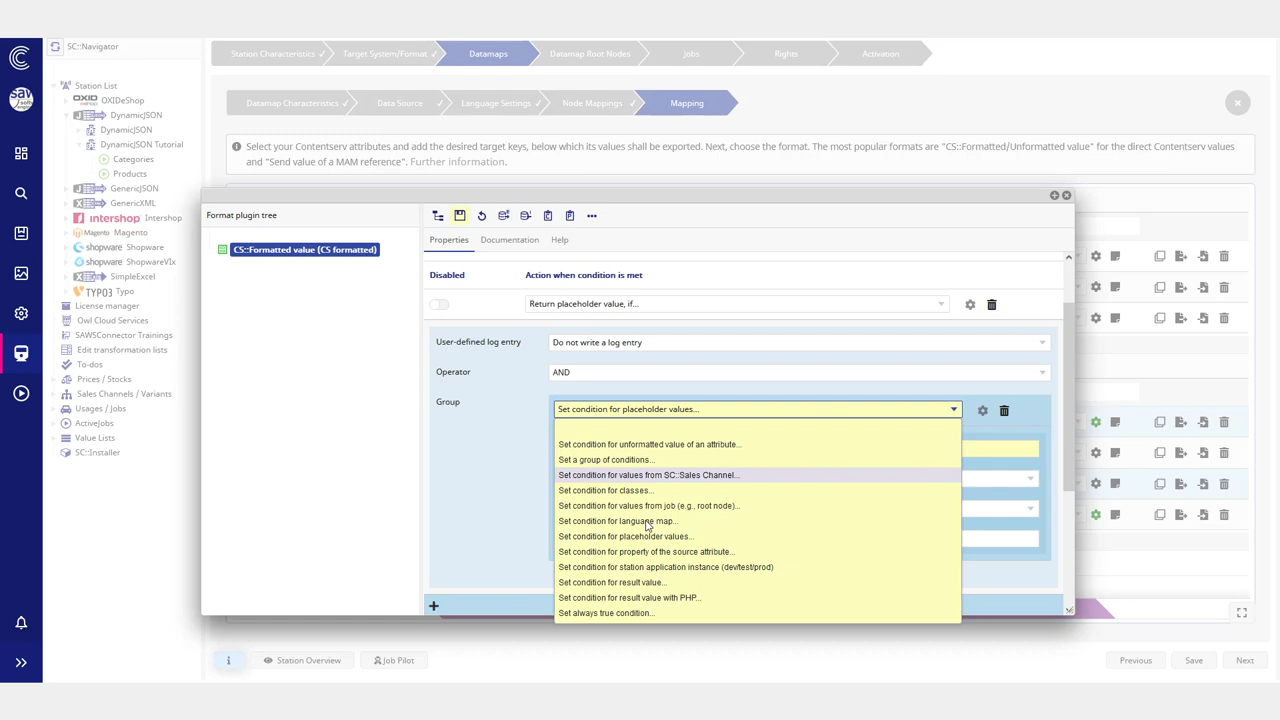 SC::Navigator
Station List
OXID eshop OXIDeShop
DynamicJSON
DynamicJSON
DynamicJSON Tutorial
Categories
Products
GenericJSON
GenericXML
intershop Intershop
Magento Magento
shopware Shopware
shopware ShopwareVIx
SimpleExcel
TYPO3 Typo
License manager
Owl Cloud Services
SAWSConnector Trainings
Edit transformation lists
To-dos
Prices / Stocks
Sales Channels / Variants
Usages / Jobs
ActiveJobs
Value Lists
SC::Installer
Station Characteristics ✓
Target System/Format ✓
Datamaps
Datamap Root Nodes
Jobs
Rights
Activation
Datamap Characteristics ✓
Data Source ✓
Language Settings ✓
Node Mappings ✓
Mapping
Select your Contentserv attributes and add the desired target keys, below which its values shall be exported. Next, choose the format. The most popular formats are "CS::Formatted/Unformatted value" for the direct Contentserv values
and "Send value of a MAM reference". Further information.
Format plugin tree
CS::Formatted value (CS formatted)
Properties
Documentation
Help
Disabled
Action when condition is met
Return placeholder value, if...
User-defined log entry
Do not write a log entry
Operator
AND
Group
Set condition for placeholder values...
Set condition for unformatted value of an attribute...
Set a group of conditions...
Set condition for values from SC::Sales Channel...
Set condition for classes...
Set condition for values from job (e.g., root node)...
Set condition for language map...
Set condition for placeholder values...
Set condition for property of the source attribute...
Set condition for station application instance (dev/test/prod)
Set condition for result value...
Set condition for result value with PHP...
Set always true condition...
Station Overview
Job Pilot
Previous
Save
Next